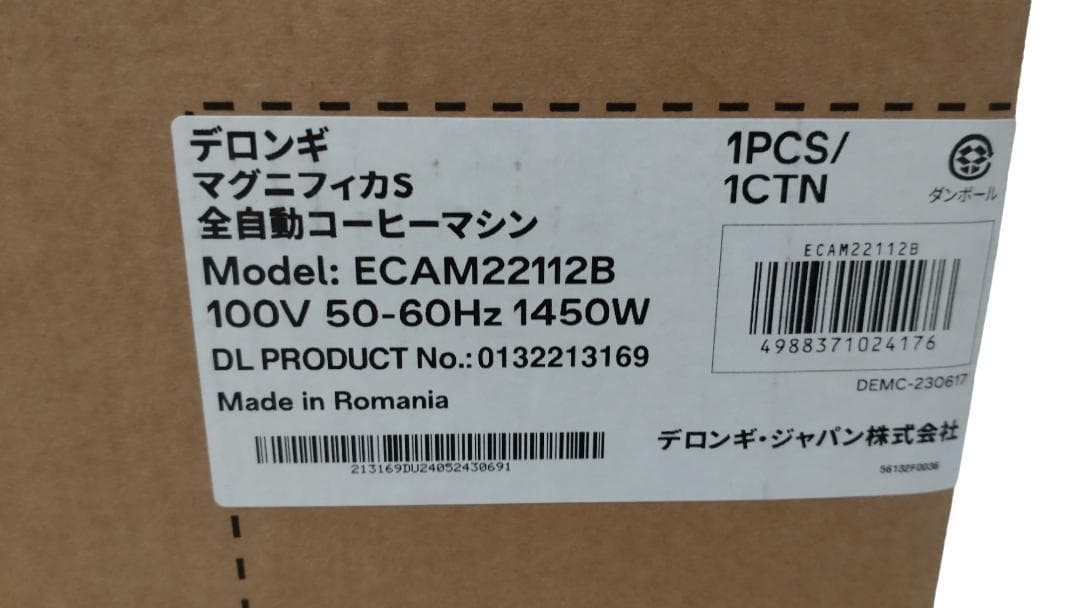 デロンギ
マグニフィカS
全自動コーヒーマシン
Model: ECAM22112B
100V 50-60Hz 1450W
DL PRODUCT No.: 0132213169
Made in Romania
213169DU24052430691
1PCS/
1CTN
ダンボール
ECAM22112B
4988371024176
DEMC-230617
デロンギ・ジャパン株式会社
56132F0036